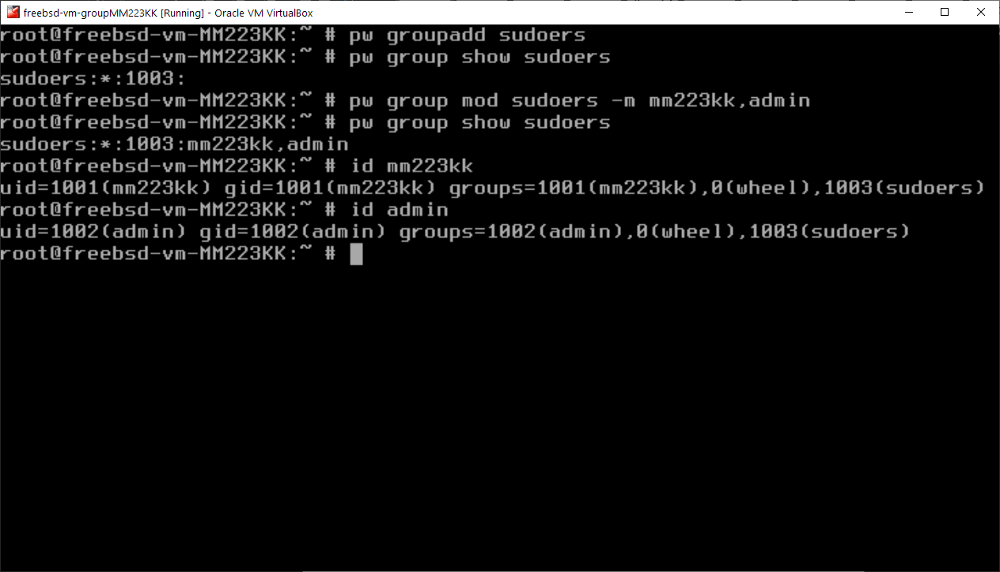 freebsd-vm-groupMM223KK [Running] - Oracle VM VirtualBox
root@freebsd-vm-MM223KK:~ # pw groupadd sudoers
root@freebsd-vm-MM223KK:~ # pw group show sudoers
sudoers:*:1003:
root@freebsd-vm-MM223KK:~ # pw group mod sudoers -m mm223kk,admin
root@freebsd-vm-MM223KK:~ # pw group show sudoers
sudoers:*:1003:mm223kk,admin
root@freebsd-vm-MM223KK:~ # id mm223kk
uid=1001(mm223kk) gid=1001(mm223kk) groups=1001(mm223kk),0(wheel),1003(sudoers)
root@freebsd-vm-MM223KK:~ # id admin
uid=1002(admin) gid=1002(admin) groups=1002(admin),0(wheel),1003(sudoers)
root@freebsd-vm-MM223KK:~ #